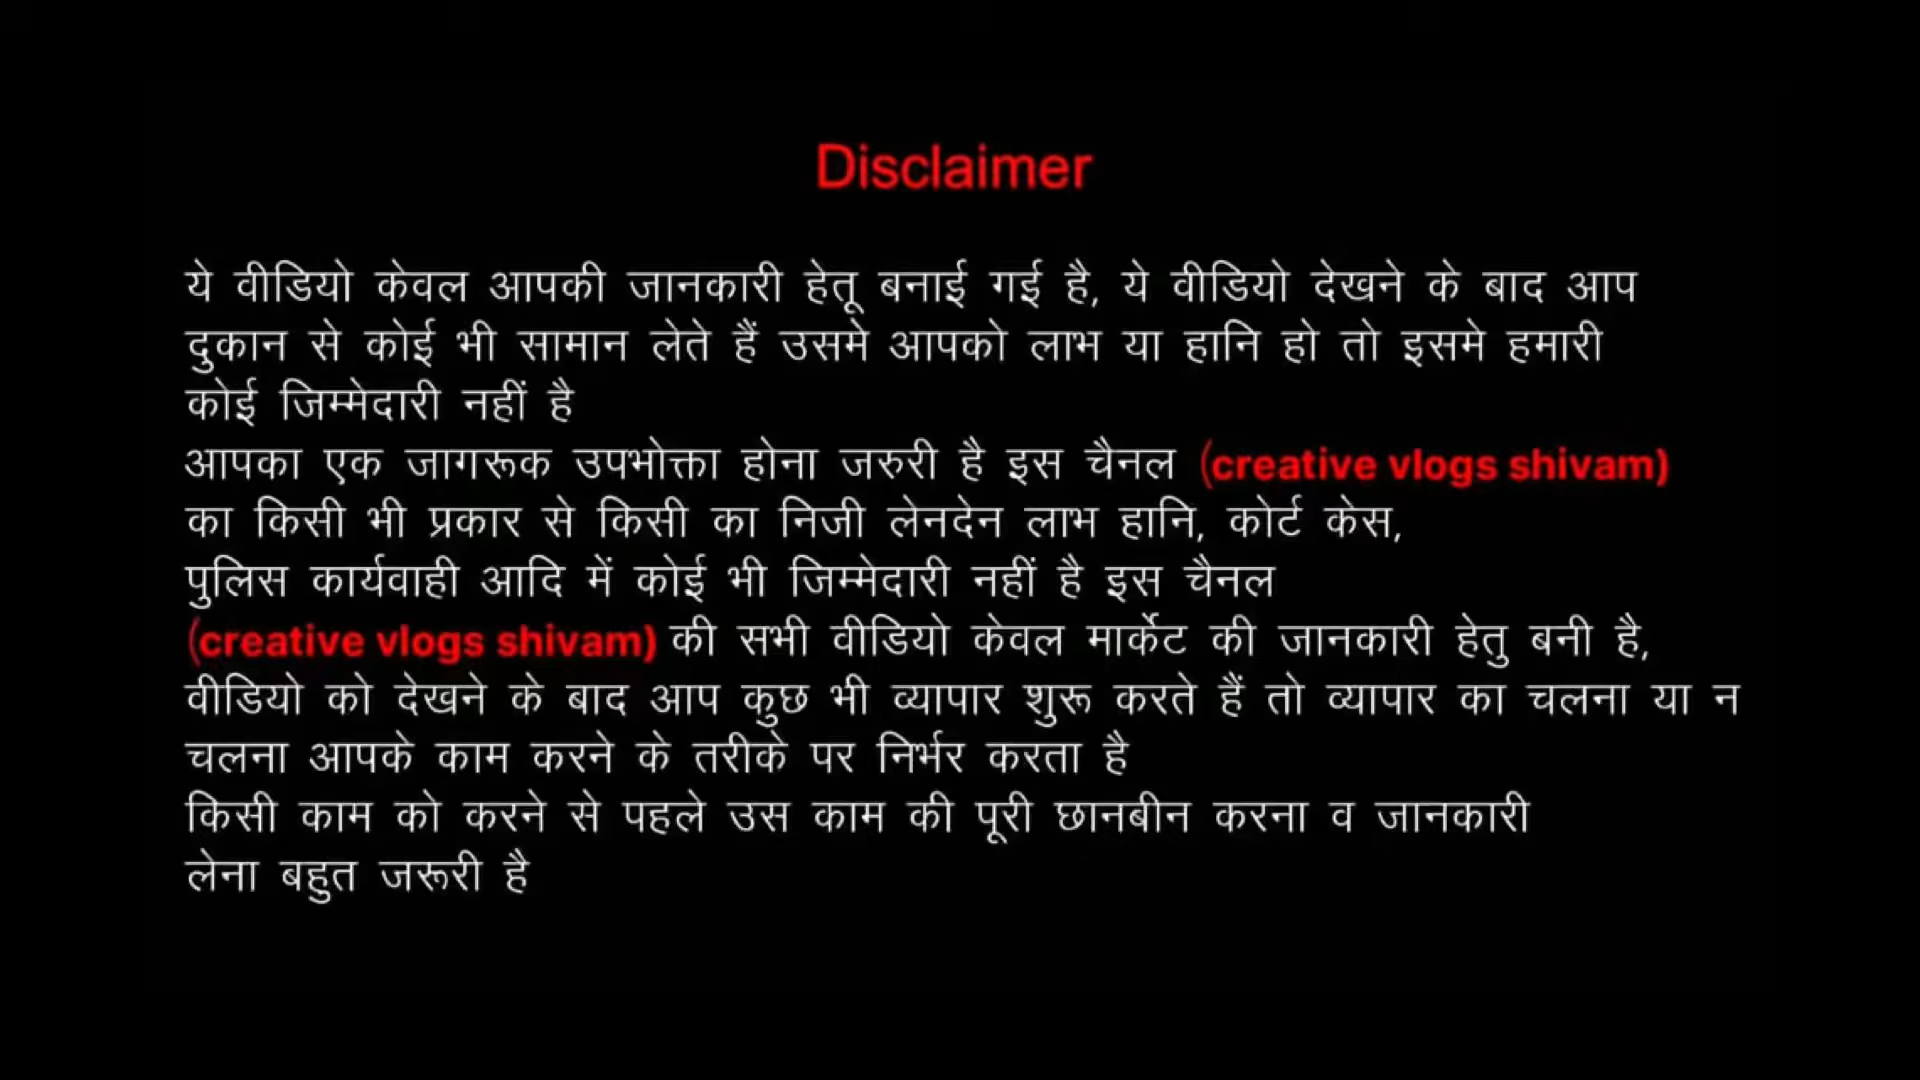 Disclaimer
ये वीडियो केवल आपकी जानकारी हेतू बनाई गई है, ये वीडियो देखने के बाद आप
दुकान से कोई भी सामान लेते हैं उसमे आपको लाभ या हानि हो तो इसमे हमारी
कोई जिम्मेदारी नहीं है
आपका एक जागरूक उपभोक्ता होना जरुरी है इस चैनल (creative vlogs shivam)
का किसी भी प्रकार से किसी का निजी लेनदेन लाभ हानि, कोर्ट केस,
पुलिस कार्यवाही आदि में कोई भी जिम्मेदारी नहीं है इस चैनल
(creative vlogs shivam) की सभी वीडियो केवल मार्केट की जानकारी हेतु बनी है,
वीडियो को देखने के बाद आप कुछ भी व्यापार शुरू करते हैं तो व्यापार का चलना या न
चलना आपके काम करने के तरीके पर निर्भर करता है
किसी काम को करने से पहले उस काम की पूरी छानबीन करना व जानकारी
लेना बहुत जरूरी है